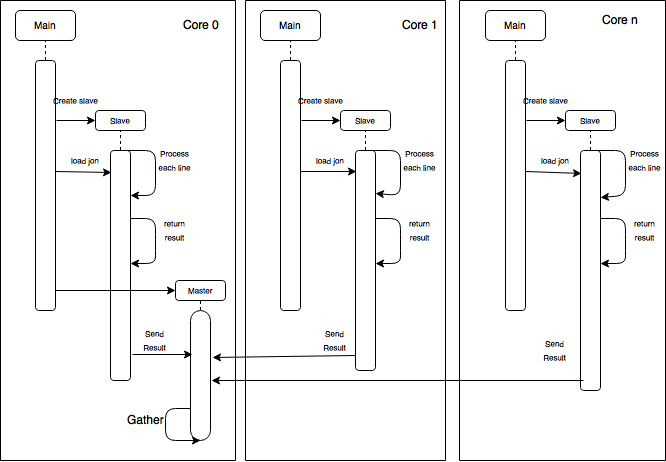 Main
Core 0
Create slave
Slave
load jon
Process
each line
return
result
Master
Send
Result
Gather
Main
Core 1
Create slave
Slave
load jon
Process
each line
return
result
Send
Result
Main
Core n
Create slave
Slave
load jon
Process
each line
return
result
Send
Result